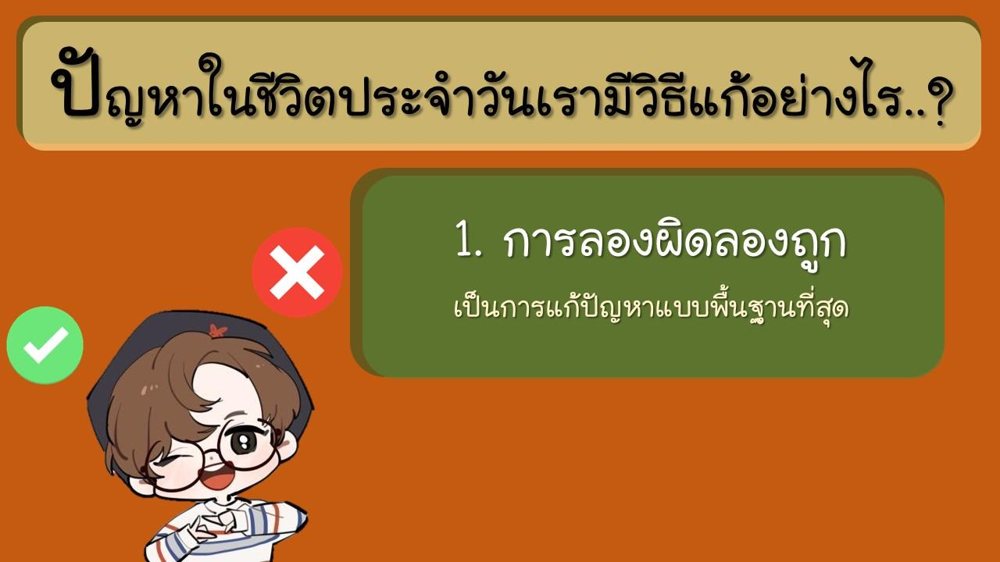 ปัญหาในชีวิตประจำวันเรามีวิธีแก้อย่างไร..?
1. การลองผิดลองถูก
เป็นการแก้ปัญหาแบบพื้นฐานที่สุด